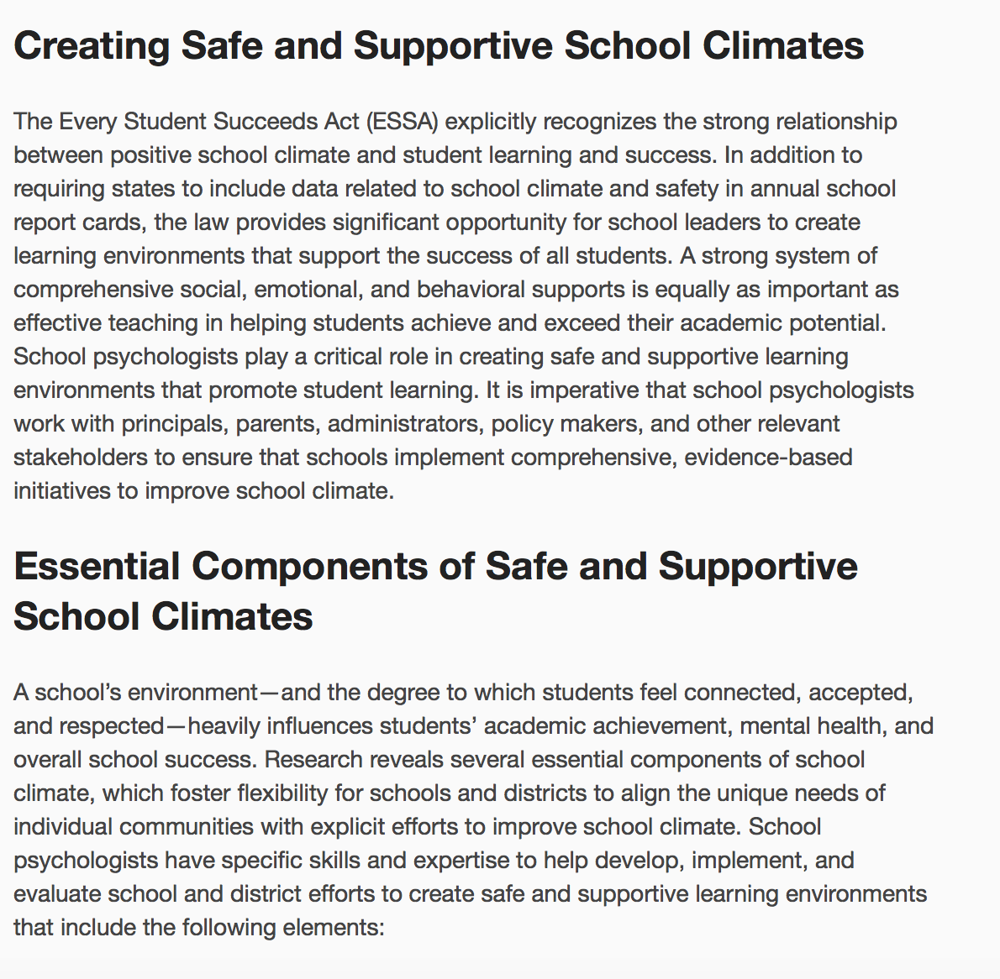 Creating Safe and Supportive School Climates
The Every Student Succeeds Act (ESSA) explicitly recognizes the strong relationship
between positive school climate and student learning and success. In addition to
requiring states to include data related to school climate and safety in annual school
report cards, the law provides significant opportunity for school leaders to create
learning environments that support the success of all students. A strong system of
comprehensive social, emotional, and behavioral supports is equally as important as
effective teaching in helping students achieve and exceed their academic potential.
School psychologists play a critical role in creating safe and supportive learning
environments that promote student learning. It is imperative that school psychologists
work with principals, parents, administrators, policy makers, and other relevant
stakeholders to ensure that schools implement comprehensive, evidence-based
initiatives to improve school climate.
Essential Components of Safe and Supportive
School Climates
A school’s environment—and the degree to which students feel connected, accepted,
and respected—heavily influences students’ academic achievement, mental health, and
overall school success. Research reveals several essential components of school
climate, which foster flexibility for schools and districts to align the unique needs of
individual communities with explicit efforts to improve school climate. School
psychologists have specific skills and expertise to help develop, implement, and
evaluate school and district efforts to create safe and supportive learning environments
that include the following elements: